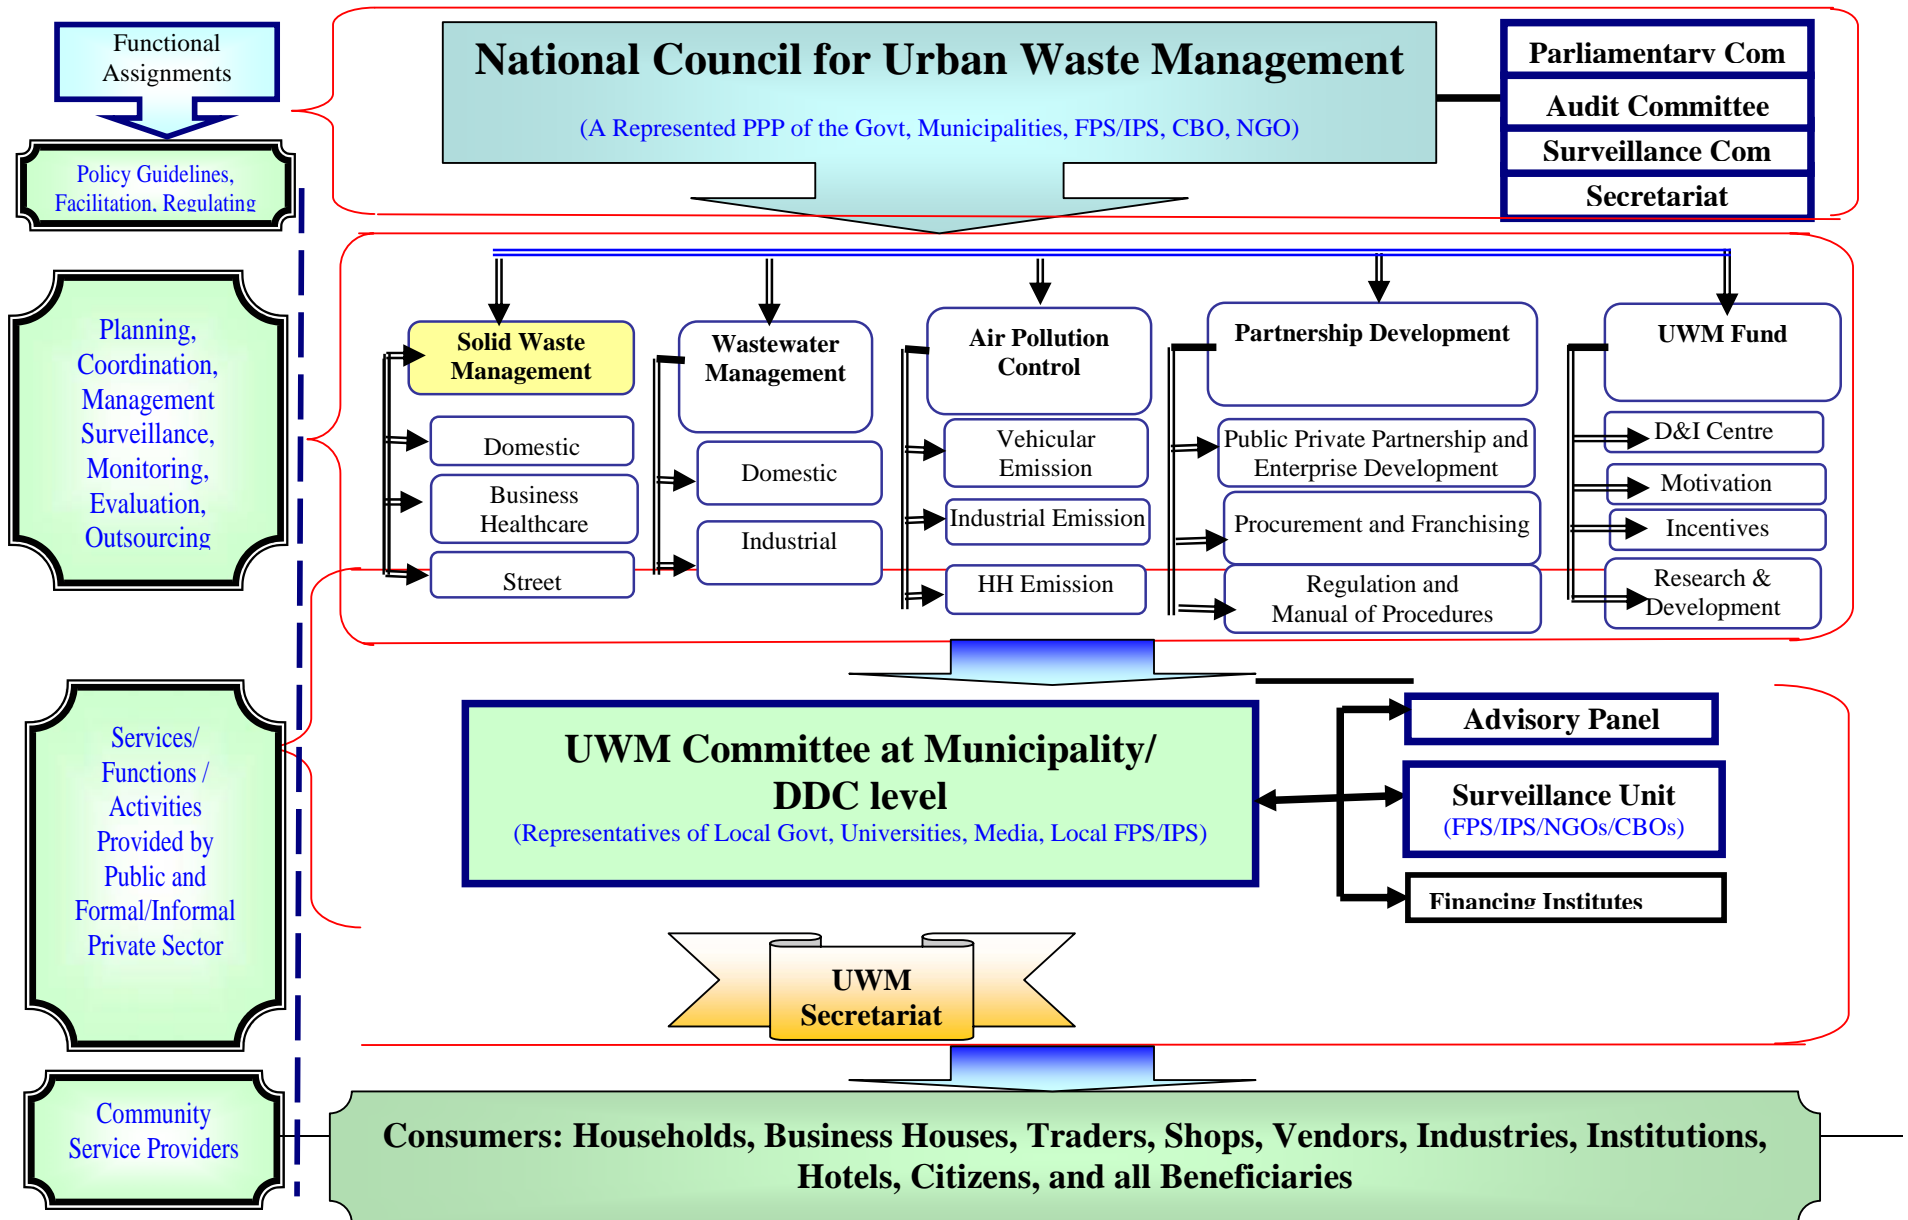 Functional
Assignments
Policy Guidelines,
Facilitation, Regulating
National Council for Urban Waste Management
(A Represented PPP of the Govt, Municipalities, FPS/IPS, CBO, NGO)
Parliamentary Com
Audit Committee
Surveillance Com
Secretariat
Planning,
Coordination,
Management
Surveillance,
Monitoring,
Evaluation,
Outsourcing
Solid Waste
Management
Domestic
Business
Healthcare
Street
Wastewater
Management
Domestic
Industrial
Air Pollution
Control
Vehicular
Emission
Industrial Emission
HH Emission
Partnership Development
Public Private Partnership and
Enterprise Development
Procurement and Franchising
Regulation and
Manual of Procedures
UWM Fund
D&I Centre
Motivation
Incentives
Research &
Development
Services/
Functions /
Activities
Provided by
Public and
Formal/Informal
Private Sector
UWM Committee at Municipality/
DDC level
(Representatives of Local Govt, Universities, Media, Local FPS/IPS)
Advisory Panel
Surveillance Unit
(FPS/IPS/NGOs/CBOs)
Financing Institutes
UWM
Secretariat
Community
Service Providers
Consumers: Households, Business Houses, Traders, Shops, Vendors, Industries, Institutions,
Hotels, Citizens, and all Beneficiaries